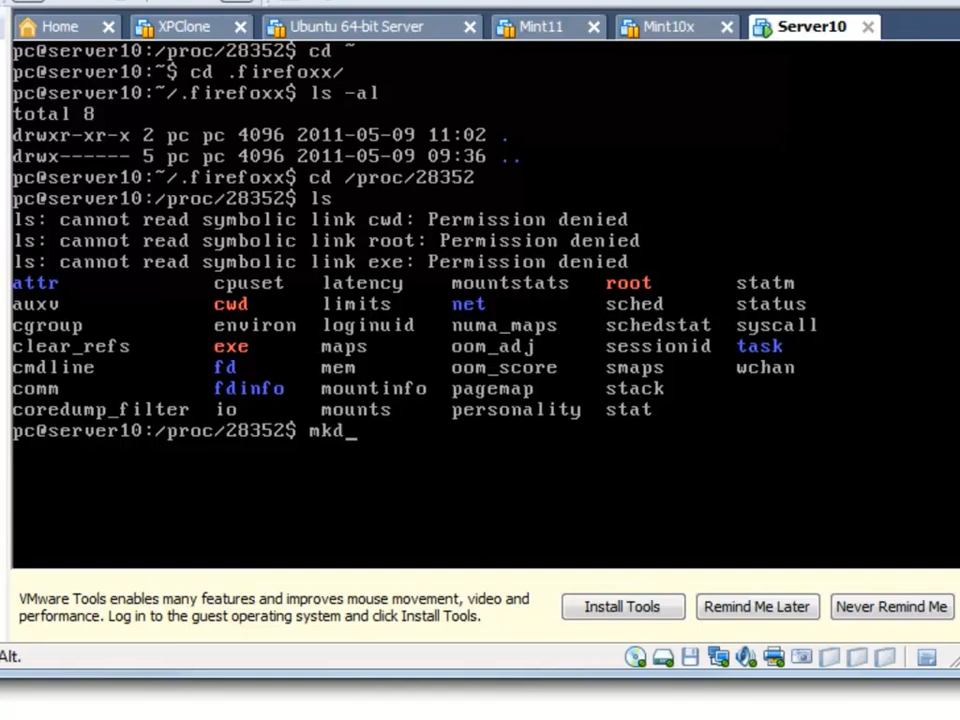 Home XPClone Ubuntu 64-bit Server Mint11 Mint10x Server10
pc@server10:/proc/28352$ cd ~
pc@server10:~$ cd .firefoxx/
pc@server10:~/.firefoxx$ ls -al
total 8
drwxr-xr-x 2 pc pc 4096 2011-05-09 11:02 .
drwx------ 5 pc pc 4096 2011-05-09 09:36 ..
pc@server10:~/.firefoxx$ cd /proc/28352
pc@server10:/proc/28352$ ls
ls: cannot read symbolic link cwd: Permission denied
ls: cannot read symbolic link root: Permission denied
ls: cannot read symbolic link exe: Permission denied
attr cpuset latency mountstats root statm
auxv cwd limits net sched status
cgroup environ loginuid numa_maps schedstat syscall
clear_refs exe maps oom_adj sessionid task
cmdline fd mem oom_score smaps wchan
comm fdinfo mountinfo pagemap stack
coredump_filter io mounts personality stat
pc@server10:/proc/28352$ mkd_
VMware Tools enables many features and improves mouse movement, video and
performance. Log in to the guest operating system and click Install Tools.
Install Tools Remind Me Later Never Remind Me
Alt.